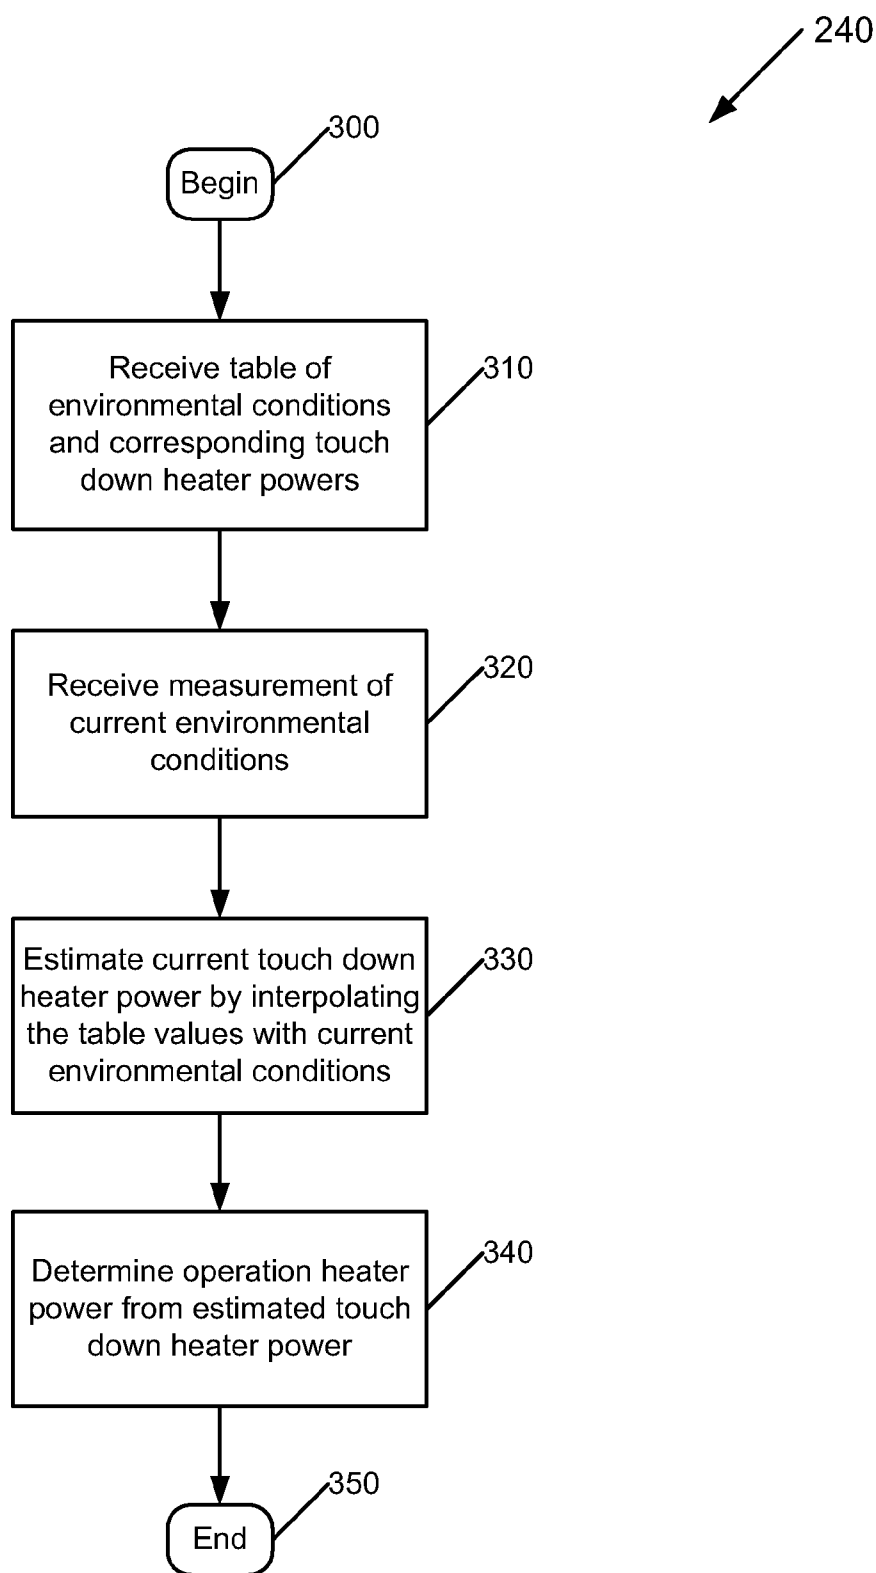 240
300
Begin
310
Receive table of
environmental conditions
and corresponding touch
down heater powers
320
Receive measurement of
current environmental
conditions
330
Estimate current touch down
heater power by interpolating
the table values with current
environmental conditions
340
Determine operation heater
power from estimated touch
down heater power
350
End